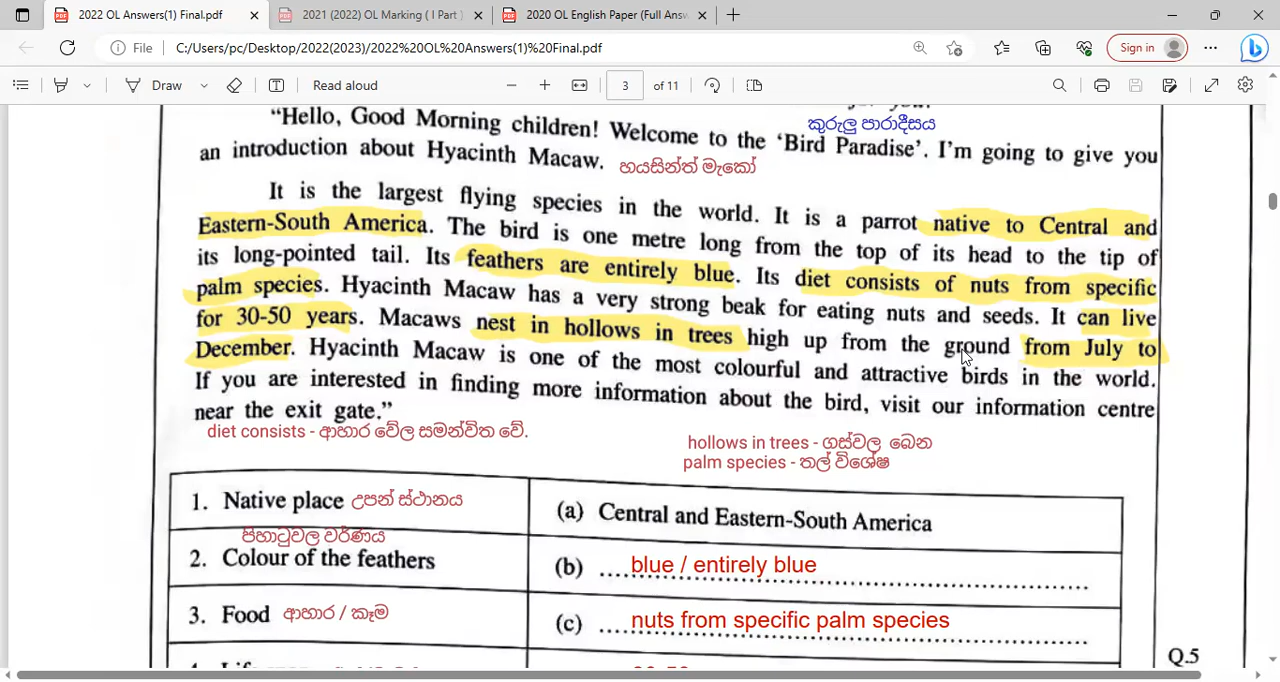 2022 OL Answers(1) Final.pdf
2021 (2022) OL Marking ( I Part )
2020 OL English Paper (Full Answ
File
C:/Users/pc/Desktop/2022(2023)/2022%20OL%20Answers(1)%20Final.pdf
Sign in
Draw
Read aloud
3 of 11
කුරුලු පාරාදීසය
"Hello, Good Morning children! Welcome to the 'Bird Paradise'. I'm going to give you
an introduction about Hyacinth Macaw. හයසින්ත් මැකෝ
It is the largest flying species in the world. It is a parrot native to Central and
Eastern-South America. The bird is one metre long from the top of its head to the tip of
its long-pointed tail. Its feathers are entirely blue. Its diet consists of nuts from specific
palm species. Hyacinth Macaw has a very strong beak for eating nuts and seeds. It can live
for 30-50 years. Macaws nest in hollows in trees high up from the ground from July to
December. Hyacinth Macaw is one of the most colourful and attractive birds in the world.
If you are interested in finding more information about the bird, visit our information centre
near the exit gate."
diet consists - ආහාර වේල සමන්විත වේ.
hollows in trees - ගස්වල බෙන
palm species - තල් විශේෂ
1. Native place උපන් ස්ථානය
(a) Central and Eastern-South America
පිහාටුවල වර්ණය
2. Colour of the feathers
(b) blue / entirely blue
3. Food ආහාර / කෑම
(c) nuts from specific palm species
Q.5